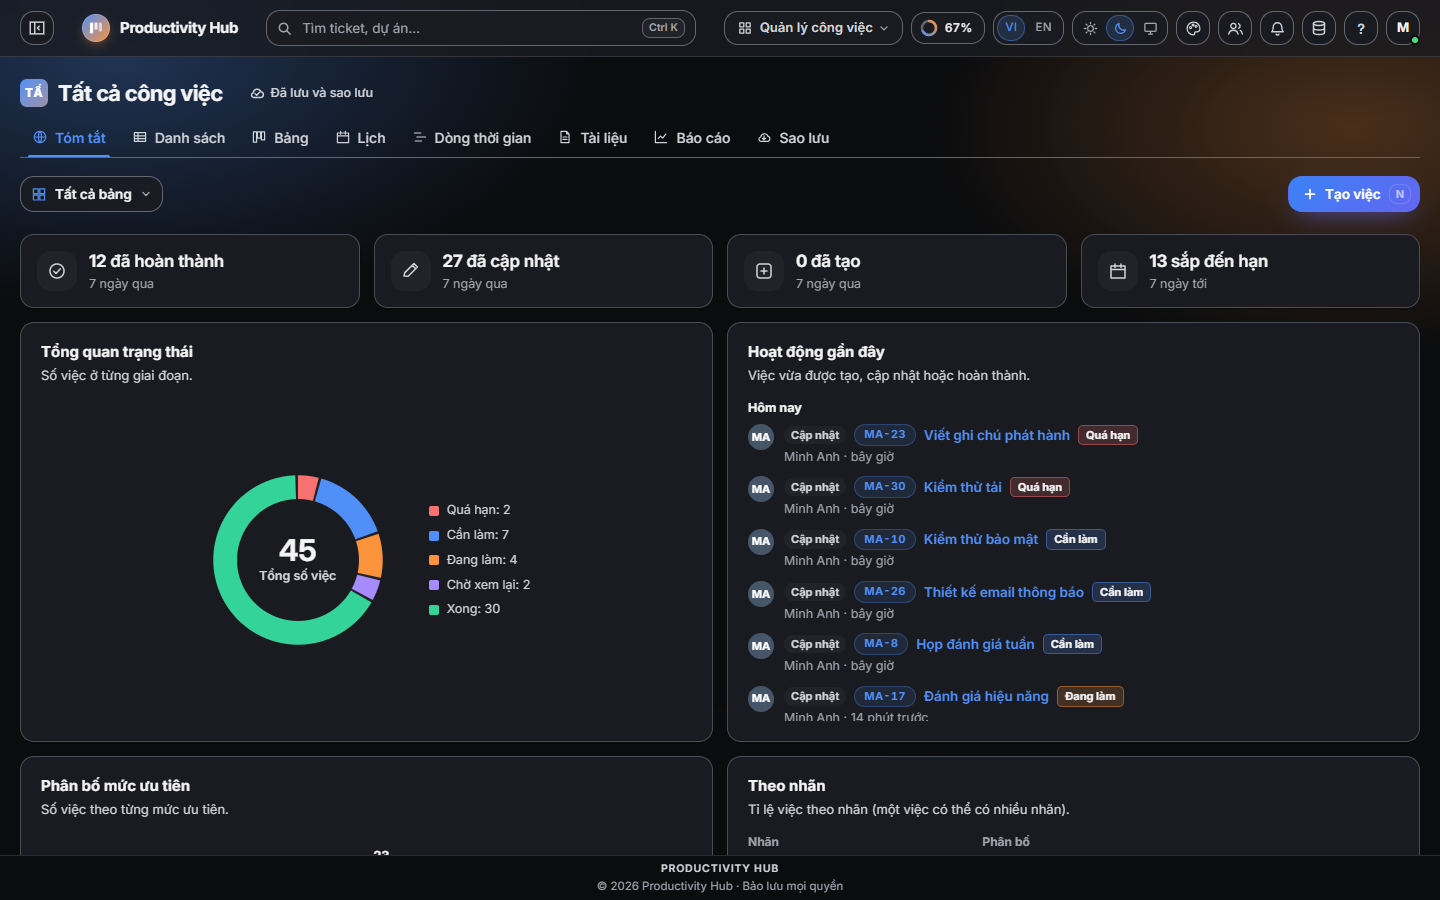 Productivity Hub
Tìm ticket, dự án...
Ctrl K
Quản lý công việc
67%
VI
EN
?
M
TẤ
Tất cả công việc
Đã lưu và sao lưu
Tóm tắt
Danh sách
Bảng
Lịch
Dòng thời gian
Tài liệu
Báo cáo
Sao lưu
Tất cả bảng
Tạo việc
N
12 đã hoàn thành
7 ngày qua
27 đã cập nhật
7 ngày qua
0 đã tạo
7 ngày qua
13 sắp đến hạn
7 ngày tới
Tổng quan trạng thái
Số việc ở từng giai đoạn.
45
Tổng số việc
Quá hạn: 2
Cần làm: 7
Đang làm: 4
Chờ xem lại: 2
Xong: 30
Hoạt động gần đây
Việc vừa được tạo, cập nhật hoặc hoàn thành.
Hôm nay
MA Cập nhật MA-23 Viết ghi chú phát hành Quá hạn
Minh Anh · bây giờ
MA Cập nhật MA-30 Kiểm thử tải Quá hạn
Minh Anh · bây giờ
MA Cập nhật MA-10 Kiểm thử bảo mật Cần làm
Minh Anh · bây giờ
MA Cập nhật MA-26 Thiết kế email thông báo Cần làm
Minh Anh · bây giờ
MA Cập nhật MA-8 Họp đánh giá tuần Cần làm
Minh Anh · bây giờ
MA Cập nhật MA-17 Đánh giá hiệu năng Đang làm
Minh Anh · 14 phút trước
Phân bố mức ưu tiên
Số việc theo từng mức ưu tiên.
23
Theo nhãn
Tỉ lệ việc theo nhãn (một việc có thể có nhiều nhãn).
Nhãn
Phân bố
PRODUCTIVITY HUB
© 2026 Productivity Hub · Bảo lưu mọi quyền